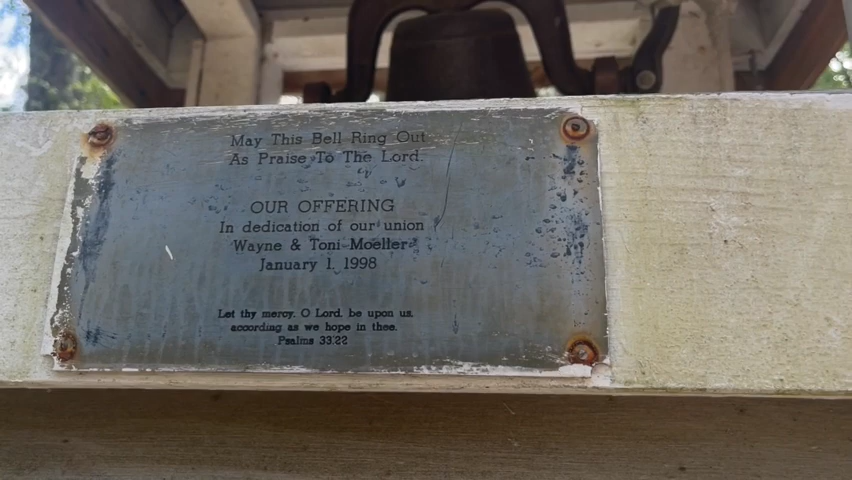 May This Bell Ring Out
As Praise To The Lord.
OUR OFFERING
In dedication of our union
Wayne & Toni Moeller
January 1, 1998
Let thy mercy, O Lord, be upon us,
according as we hope in thee.
Psalms 33:22